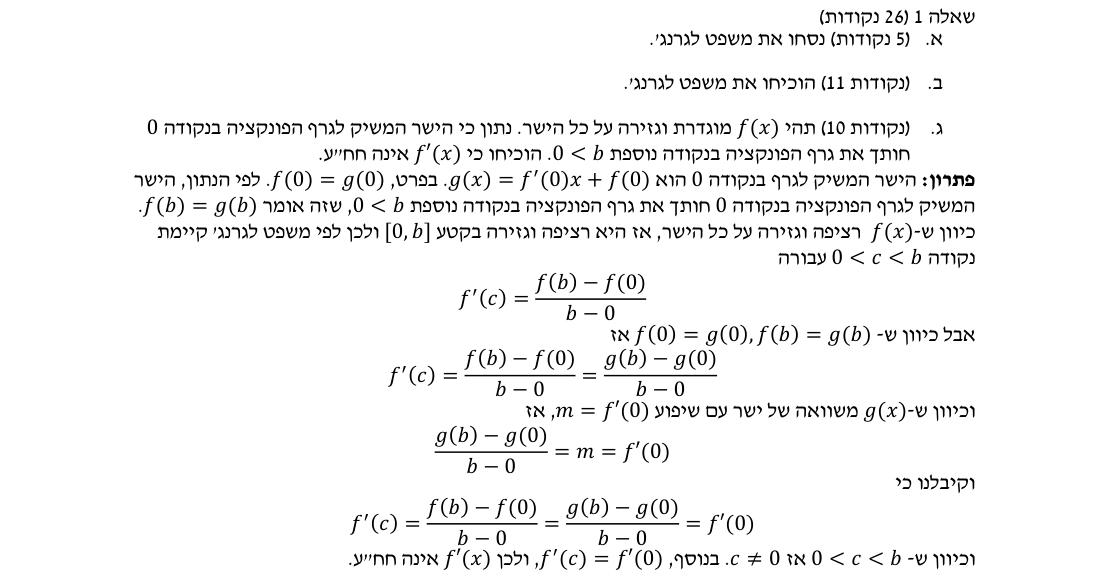 שאלה 1 (26 נקודות)
א. (5 נקודות) נסחו את משפט לגרנג׳.
ב. (נקודות 11) הוכיחו את משפט לגרנג׳.
ג. (נקודות 10) תהי f(x) מוגדרת וגזירה על כל הישר. נתון כי הישר המשיק לגרף הפונקציה בנקודה 0
חותך את גרף הפונקציה בנקודה נוספת 0 < b. הוכיחו כי f′(x) אינה חח״ע.
פתרון: הישר המשיק לגרף בנקודה 0 הוא g(x) = f′(0)x + f(0). בפרט, f(0) = g(0). לפי הנתון, הישר
המשיק לגרף הפונקציה בנקודה 0 חותך את גרף הפונקציה בנקודה נוספת 0 < b, שזה אומר f(b) = g(b).
כיוון ש-f(x) רציפה וגזירה על כל הישר, אז היא רציפה וגזירה בקטע [0, b] ולכן לפי משפט לגרנג׳ קיימת
נקודה 0 < c < b עבורה
f′(c) = (f(b) − f(0))/(b − 0)
אבל כיוון ש- f(0) = g(0), f(b) = g(b) אז
f′(c) = (f(b) − f(0))/(b − 0) = (g(b) − g(0))/(b − 0)
וכיוון ש-g(x) משוואה של ישר עם שיפוע m = f′(0), אז
(g(b) − g(0))/(b − 0) = m = f′(0)
וקיבלנו כי
f′(c) = (f(b) − f(0))/(b − 0) = (g(b) − g(0))/(b − 0) = f′(0)
וכיוון ש- 0 < c < b אז c ≠ 0. בנוסף, f′(c) = f′(0), ולכן f′(x) אינה חח״ע.